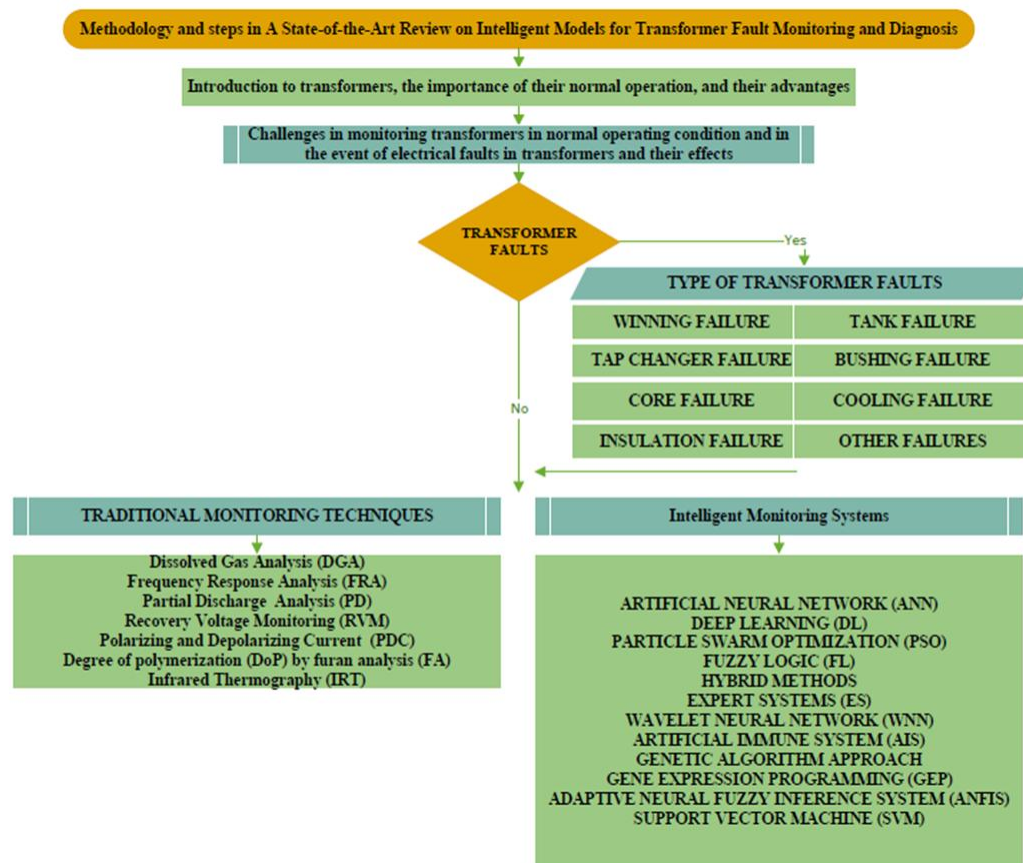 Methodology and steps in A State-of-the-Art Review on Intelligent Models for Transformer Fault Monitoring and Diagnosis
Introduction to transformers, the importance of their normal operation, and their advantages
Challenges in monitoring transformers in normal operating condition and in
the event of electrical faults in transformers and their effects
TRANSFORMER
FAULTS
Yes
TYPE OF TRANSFORMER FAULTS
WINNING FAILURE
TANK FAILURE
TAP CHANGER FAILURE
BUSHING FAILURE
CORE FAILURE
COOLING FAILURE
INSULATION FAILURE
OTHER FAILURES
No
TRADITIONAL MONITORING TECHNIQUES
Dissolved Gas Analysis (DGA)
Frequency Response Analysis (FRA)
Partial Discharge Analysis (PD)
Recovery Voltage Monitoring (RVM)
Polarizing and Depolarizing Current (PDC)
Degree of polymerization (DoP) by furan analysis (FA)
Infrared Thermography (IRT)
Intelligent Monitoring Systems
ARTIFICIAL NEURAL NETWORK (ANN)
DEEP LEARNING (DL)
PARTICLE SWARM OPTIMIZATION (PSO)
FUZZY LOGIC (FL)
HYBRID METHODS
EXPERT SYSTEMS (ES)
WAVELET NEURAL NETWORK (WNN)
ARTIFICIAL IMMUNE SYSTEM (AIS)
GENETIC ALGORITHM APPROACH
GENE EXPRESSION PROGRAMMING (GEP)
ADAPTIVE NEURAL FUZZY INFERENCE SYSTEM (ANFIS)
SUPPORT VECTOR MACHINE (SVM)